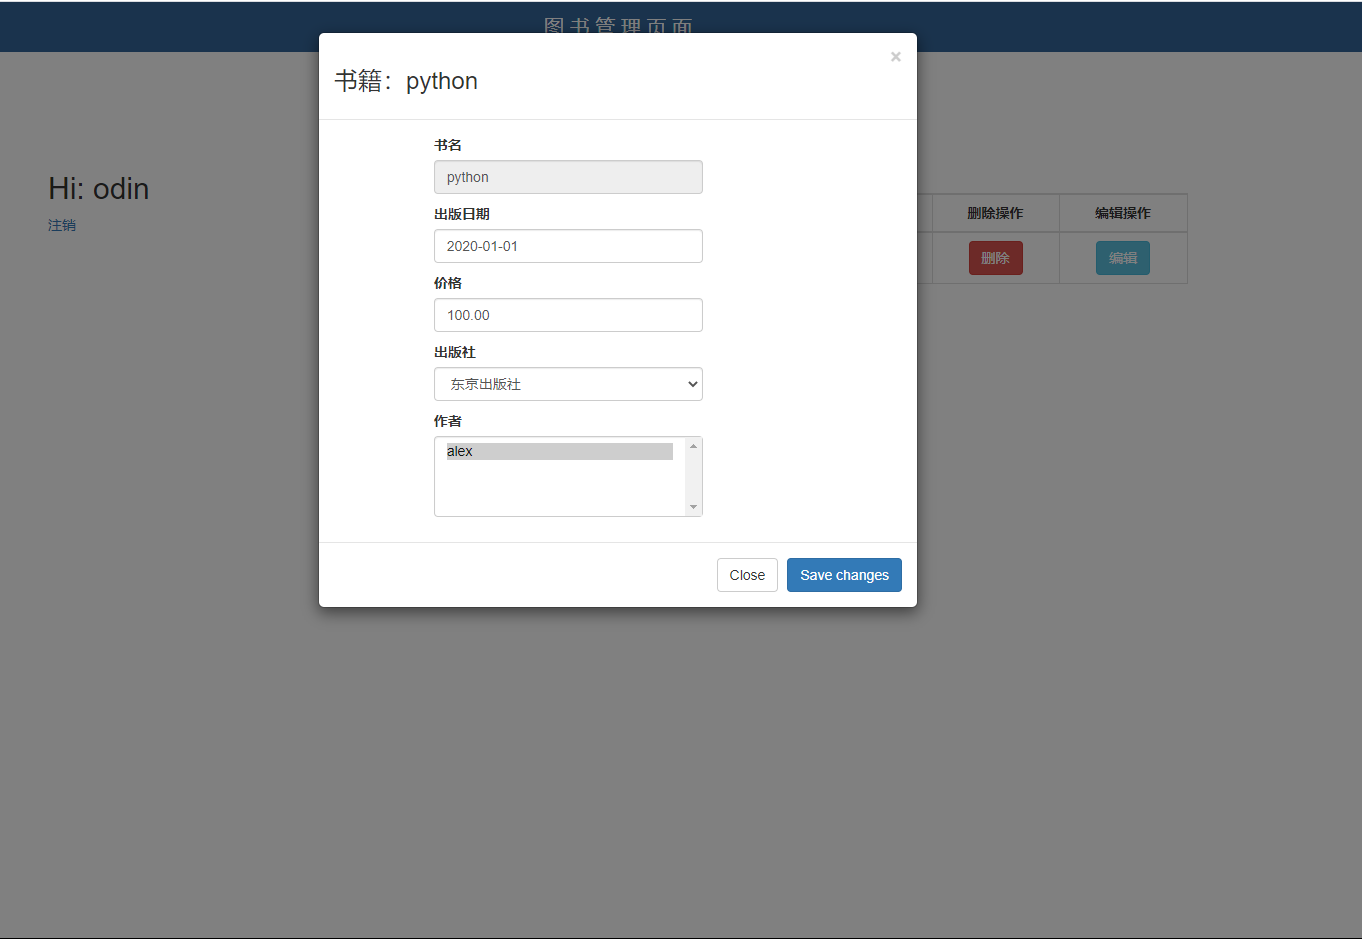 图书管理页面
×
书籍：python
书名
python
Hi: odin
出版日期
删除操作 编辑操作
注销
2020-01-01
删除 编辑
价格
100.00
出版社
东京出版社
作者
alex
Close Save changes